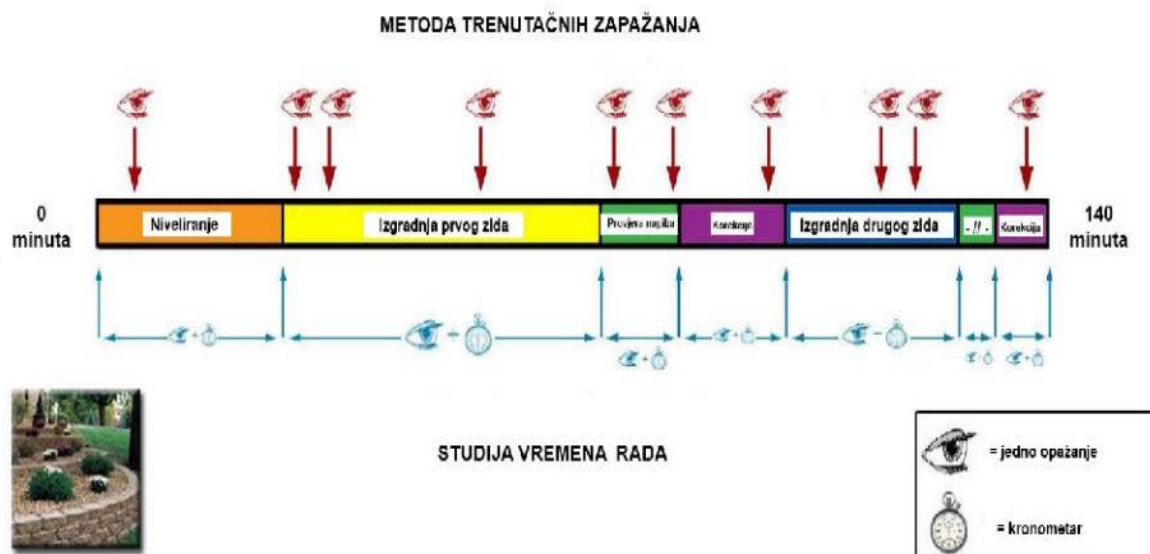 METODA TRENUTAČNIH ZAPAŽANJA
0
minuta
Niveliranje
Izgradnja prvog zida
Provjera nagiba
Korekcija
Izgradnja drugog zida
- // -
Korekcija
140
minuta
STUDIJA VREMENA RADA
= jedno opažanje
= kronometar